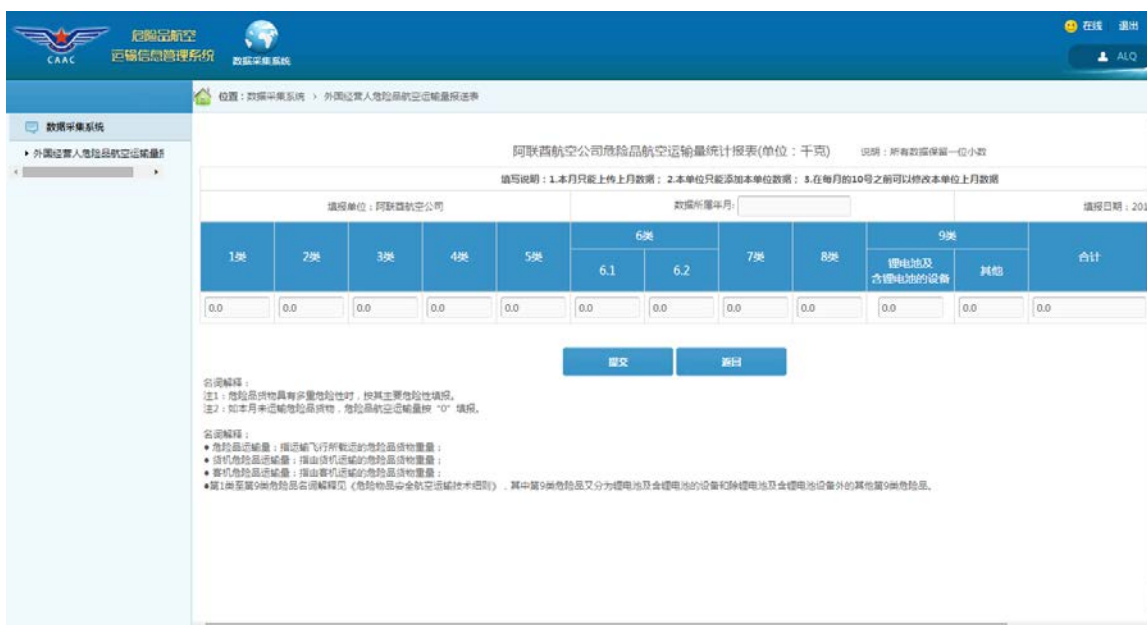 危险品航空
运输信息管理系统
CAAC
数据采集系统
在线 退出
ALQ
位置：数据采集系统 > 外国经营人危险品航空运输量报送表
数据采集系统
外国经营人危险品航空运输量
阿联酋航空公司危险品航空运输量统计报表(单位：千克) 说明：所有数据保留一位小数
填写说明：1.本月只能上传上月数据； 2.本单位只能添加本单位数据； 3.在每月的10号之前可以修改本单位上月数据
填报单位：阿联酋航空公司 数据所属年月: 填报日期：201
1类 2类 3类 4类 5类 6类 7类 8类 9类 合计
6.1 6.2 锂电池及 其他
含锂电池的设备
0.0 0.0 0.0 0.0 0.0 0.0 0.0 0.0 0.0 0.0 0.0 0.0
提交 返回
名词解释：
注1：危险品货物具有多重危险性时，按其主要危险性填报。
注2：如本月未运输危险品货物，危险品航空运输量按“0”填报。
名词解释：
● 危险品运输量：指运输飞行所载运的危险品货物重量；
● 货机危险品运输量：指由货机运输的危险品货物重量；
● 客机危险品运输量：指由客机运输的危险品货物重量；
●第1类至第9类危险品名词解释见《危险物品安全航空运输技术细则》，其中第9类危险品又分为锂电池及含锂电池的设备和除锂电池及含锂电池设备外的其他第9类危险品。